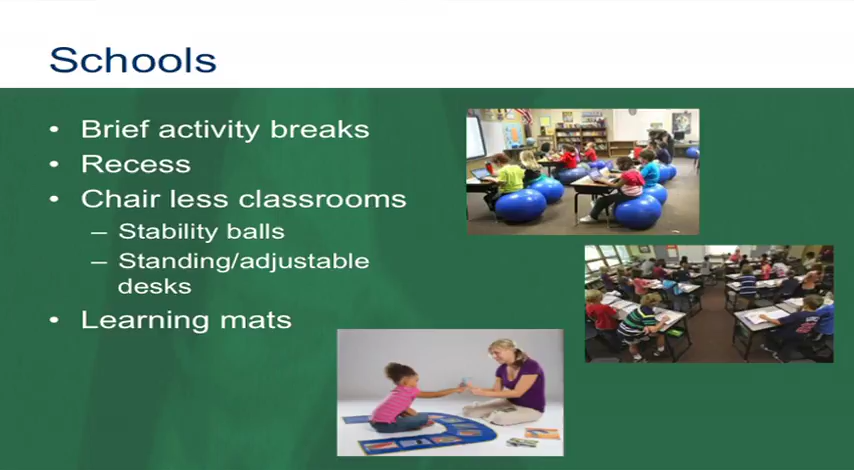 Schools
• Brief activity breaks
• Recess
• Chair less classrooms
– Stability balls
– Standing/adjustable
desks
• Learning mats